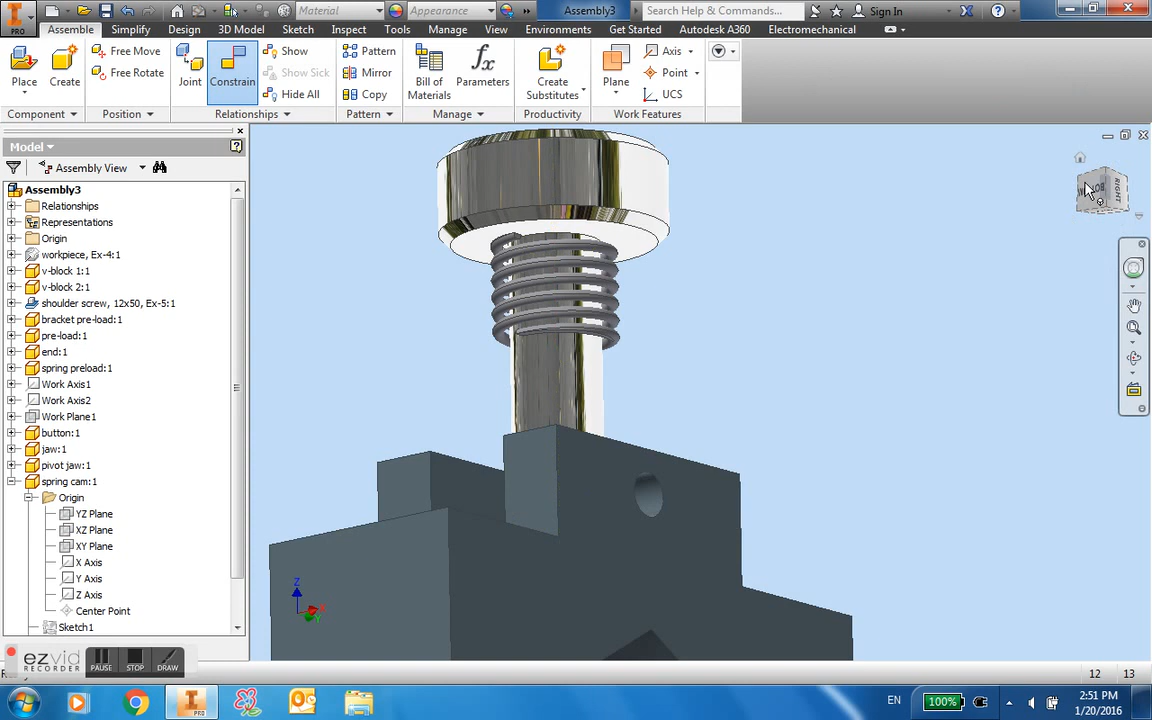 Material
Appearance
Assembly3
Search Help & Commands...
Sign In
PRO
Assemble Simplify Design 3D Model Sketch Inspect Tools Manage View Environments Get Started Autodesk A360 Electromechanical
Place
Create
Free Move
Free Rotate
Joint
Constrain
Show
Show Sick
Hide All
Pattern
Mirror
Copy
Bill of
Materials
fx
Parameters
Create
Substitutes
Plane
Axis
Point
UCS
Component Position Relationships Pattern Manage Productivity Work Features
Model
Assembly View
Assembly3
Relationships
Representations
Origin
workpiece, Ex-4:1
v-block 1:1
v-block 2:1
shoulder screw, 12x50, Ex-5:1
bracket pre-load:1
pre-load:1
end:1
spring preload:1
Work Axis1
Work Axis2
Work Plane1
button:1
jaw:1
pivot jaw:1
spring cam:1
Origin
YZ Plane
XZ Plane
XY Plane
X Axis
Y Axis
Z Axis
Center Point
Sketch1
RIGHT
Z
ezvid
RECORDER
PAUSE
STOP
DRAW
12 13
PRO
EN
100%
2:51 PM
1/20/2016